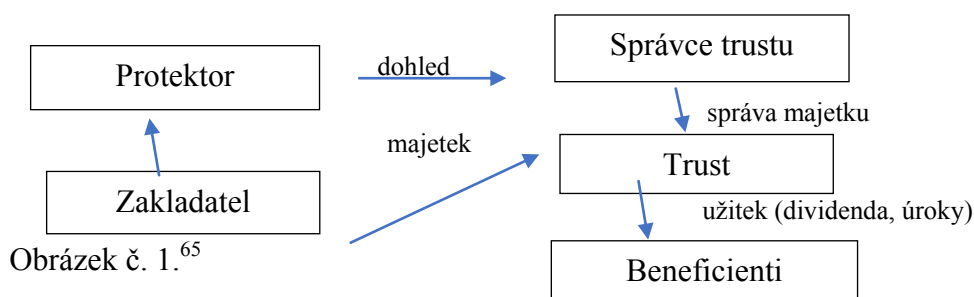 Správce trustu
Protektor
dohled
správa majetku
majetek
Trust
Zakladatel
užitek (dividenda, úroky)
Obrázek č. 1.65
Beneficienti